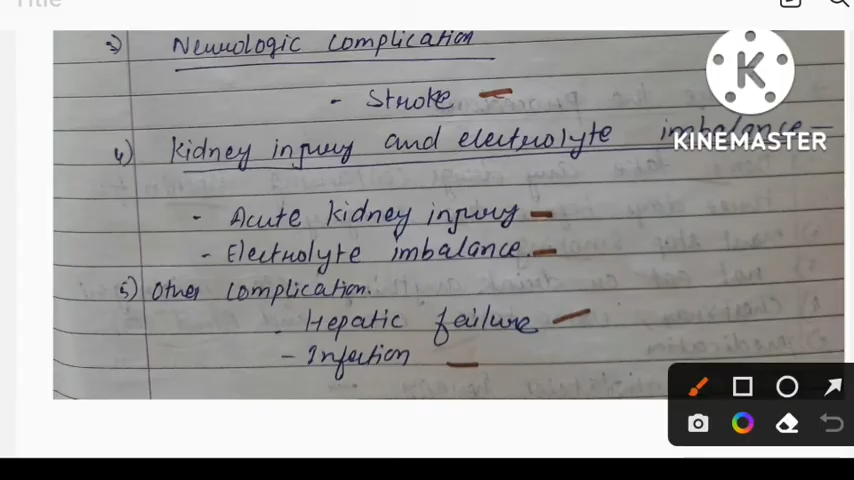 Title
3) Neurologic complication
- Stroke
4) Kidney injury and electrolyte imbalance
- Acute kidney injury
- Electrolyte imbalance.
5) Other complication.
- Hepatic failure
- Infection
K
KINEMASTER